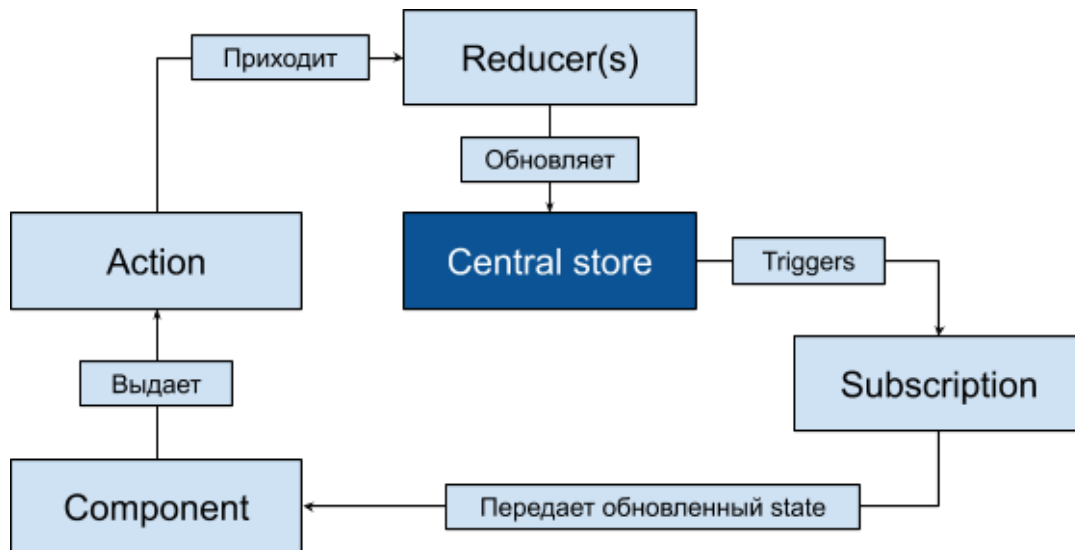 Reducer(s)
Приходит
Обновляет
Action
Central store
Triggers
Выдает
Subscription
Component
Передает обновленный state